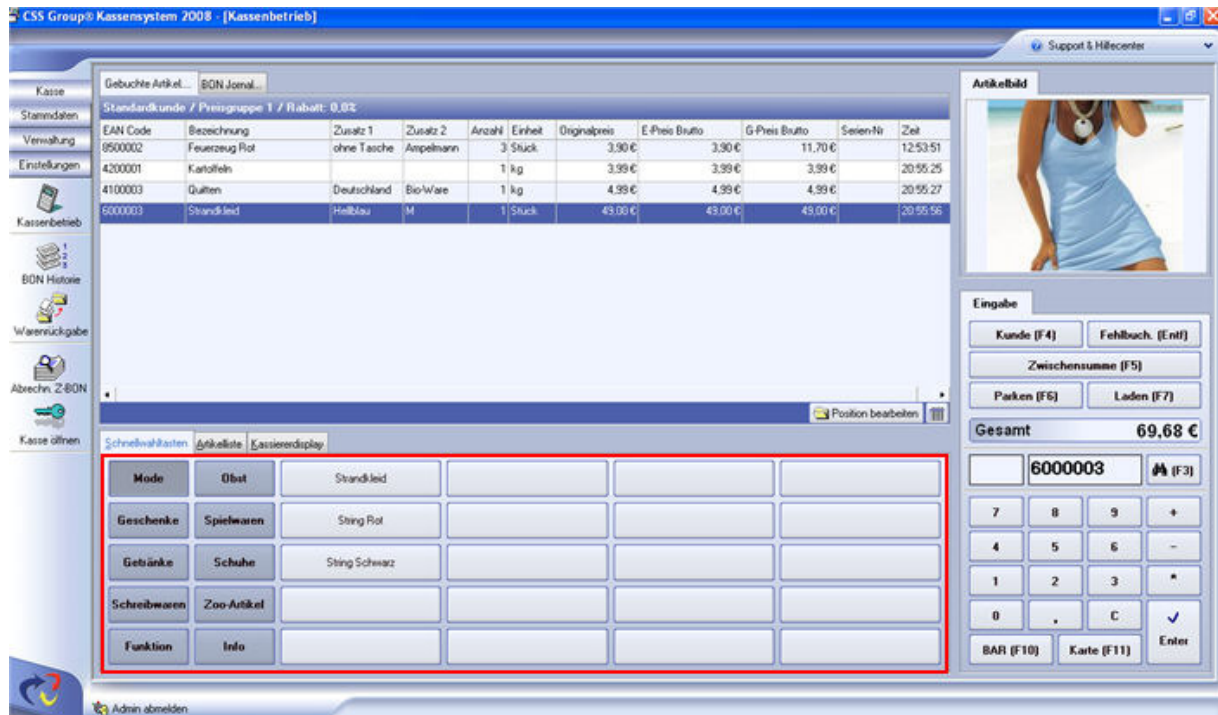 CSS Group® Kassensystem 2008 - [Kassenbetrieb]
Support & Hilfecenter
Kasse
Stammdaten
Verwaltung
Einstellungen
Kassenbetrieb
BON Historie
Warenrückgabe
Abrechn. Z-BON
Kasse öffnen
Gebuchte Artikel... BON Jornal...
Standardkunde / Preisgruppe 1 / Rabatt: 0,0%
EAN Code Bezeichnung Zusatz 1 Zusatz 2 Anzahl Einheit Originalpreis E-Preis Brutto G-Preis Brutto Serien-Nr Zeit
8500002 Feuerzeug Rot ohne Tasche Ampelmann 3 Stück 3,90 € 3,90 € 11,70 € 12:53:51
4200001 Kartoffeln 1 kg 3,99 € 3,99 € 3,99 € 20:55:25
4100003 Quitten Deutschland Bio-Ware 1 kg 4,99 € 4,99 € 4,99 € 20:55:27
6000003 Strandkleid Hellblau M 1 Stück 49,00 € 49,00 € 49,00 € 20:55:56
Position bearbeiten
Schnellwahltasten Artikelliste Kassiererdisplay
Mode Obst Strandkleid
Geschenke Spielwaren String Rot
Getränke Schuhe String Schwarz
Schreibwaren Zoo-Artikel
Funktion Info
Artikelbild
Eingabe
Kunde (F4) Fehlbuch. (Entf)
Zwischensumme (F5)
Parken (F6) Laden (F7)
Gesamt 69,68 €
6000003 (F3)
7 8 9 +
4 5 6 -
1 2 3 *
0 . C
Enter
BAR (F10) Karte (F11)
Admin abmelden